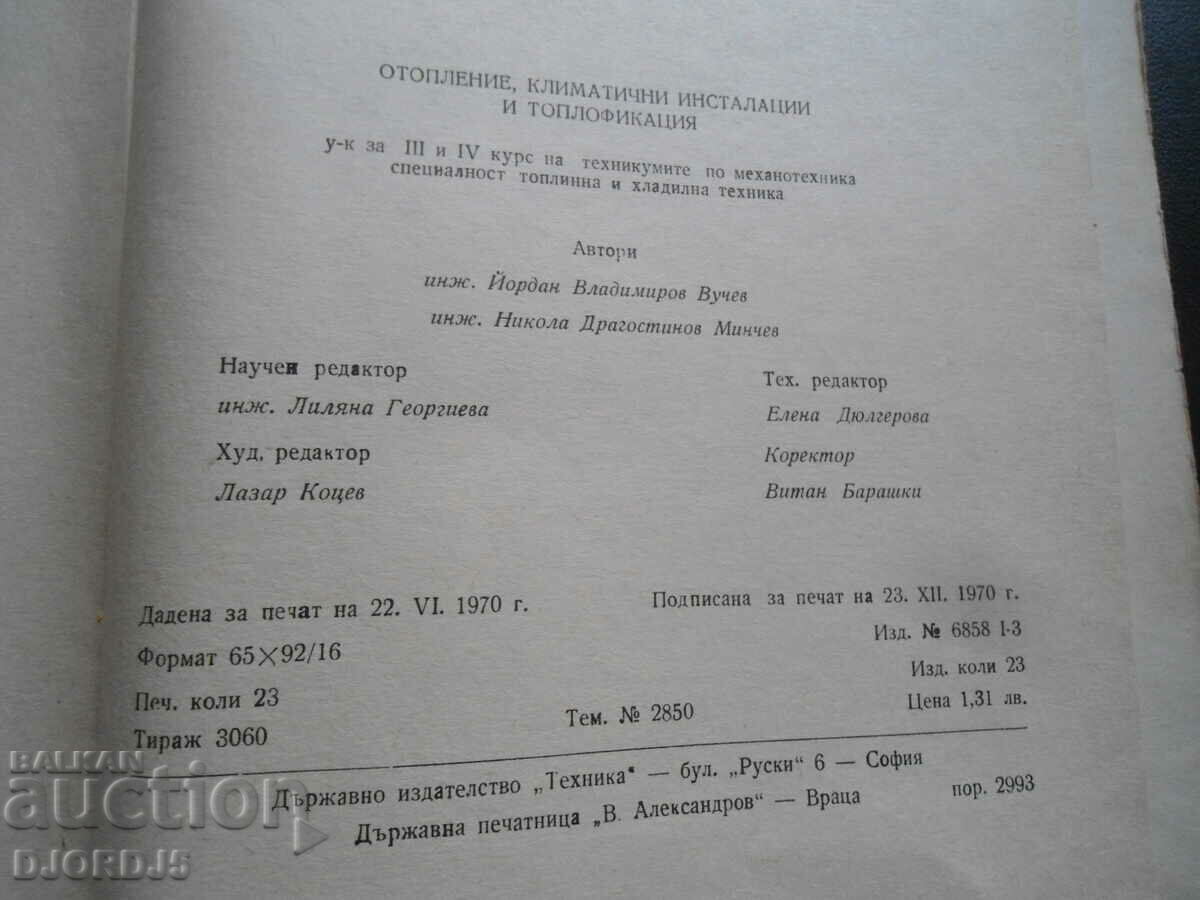 ОТОПЛЕНИЕ, КЛИМАТИЧНИ ИНСТАЛАЦИИ
И ТОПЛОФИКАЦИЯ
у-к за III и IV курс на техникумите по механотехника
специалност топлинна и хладилна техника
Автори
инж. Йордан Владимиров Вучев
инж. Никола Драгостинов Минчев
Научен редактор
инж. Лиляна Георгиева
Худ. редактор
Лазар Коцев
Тех. редактор
Елена Дюлгерова
Коректор
Витан Барашки
Дадена за печат на 22. VI. 1970 г.
Подписана за печат на 23. XII. 1970 г.
Формат 65×92/16
Изд. № 6858 I-3
Изд. коли 23
Печ. коли 23
Цена 1,31 лв.
Тираж 3060
Тем. № 2850
Държавно издателство „Техника“ — бул. „Руски“ 6 — София
Държавна печатница „В. Александров“ — Враца
пор. 2993
BALKAN
auction
DJORDJ5